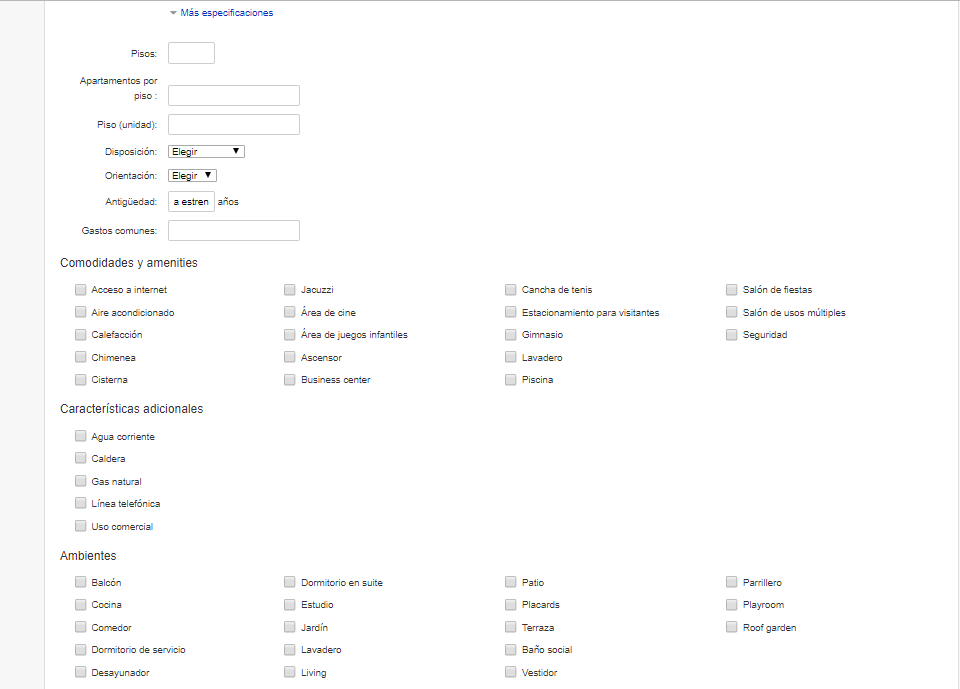 Más especificaciones
Pisos:
Apartamentos por
piso :
Piso (unidad):
Disposición: Elegir
Orientación: Elegir
Antigüedad: a estren años
Gastos comunes:
Comodidades y amenities
Acceso a internet Jacuzzi Cancha de tenis Salón de fiestas
Aire acondicionado Área de cine Estacionamiento para visitantes Salón de usos múltiples
Calefacción Área de juegos infantiles Gimnasio Seguridad
Chimenea Ascensor Lavadero
Cisterna Business center Piscina
Características adicionales
Agua corriente
Caldera
Gas natural
Línea telefónica
Uso comercial
Ambientes
Balcón Dormitorio en suite Patio Parrillero
Cocina Estudio Placards Playroom
Comedor Jardín Terraza Roof garden
Dormitorio de servicio Lavadero Baño social
Desayunador Living Vestidor